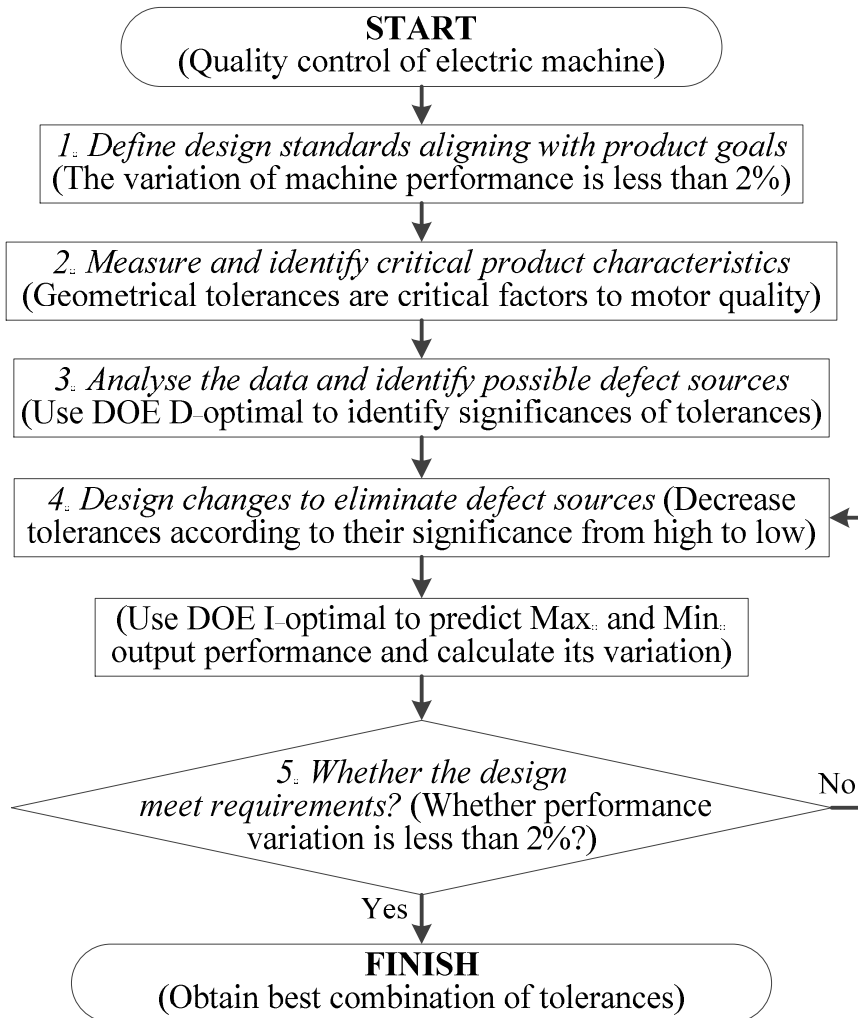 START
(Quality control of electric machine)
1. Define design standards aligning with product goals
(The variation of machine performance is less than 2%)
2. Measure and identify critical product characteristics
(Geometrical tolerances are critical factors to motor quality)
3. Analyse the data and identify possible defect sources
(Use DOE D-optimal to identify significances of tolerances)
4. Design changes to eliminate defect sources (Decrease
tolerances according to their significance from high to low)
(Use DOE I-optimal to predict Max. and Min.
output performance and calculate its variation)
5. Whether the design
meet requirements? (Whether performance
variation is less than 2%?)
No
Yes
FINISH
(Obtain best combination of tolerances)